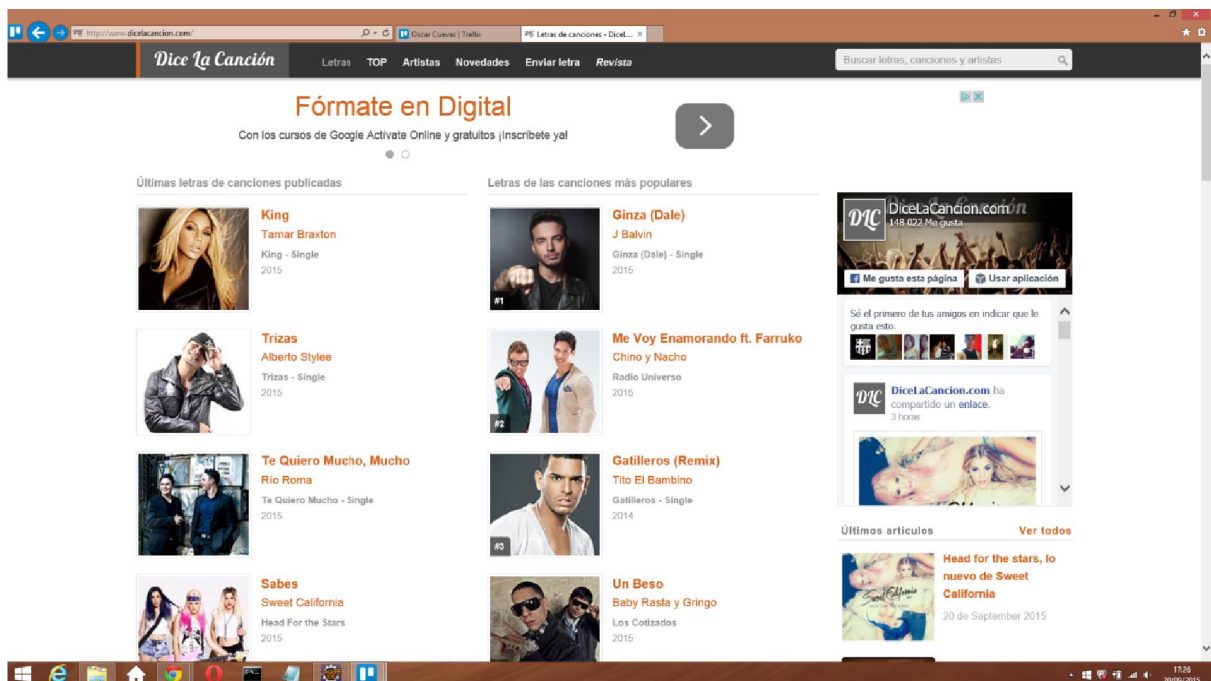 http://www.dicelacancion.com/
Oscar Cuevas | Trello
Letras de canciones - DiceL...
Dice La Canción
Letras TOP Artistas Novedades Enviar letra Revista
Buscar letras, canciones y artistas
Fórmate en Digital
Con los cursos de Google Actívate Online y gratuitos ¡Inscríbete ya!
Últimas letras de canciones publicadas
King
Tamar Braxton
King - Single
2015
Trizas
Alberto Stylee
Trizas - Single
2015
Te Quiero Mucho, Mucho
Río Roma
Te Quiero Mucho - Single
2015
Sabes
Sweet California
Head For the Stars
2015
Letras de las canciones más populares
Ginza (Dale)
J Balvin
Ginza (Dale) - Single
2015
#1
Me Voy Enamorando ft. Farruko
Chino y Nacho
Radio Universo
2015
#2
Gatilleros (Remix)
Tito El Bambino
Gatilleros - Single
2014
#3
Un Beso
Baby Rasta y Gringo
Los Cotizados
2015
DLC
DiceLaCancion.com
148 022 Me gusta
Me gusta esta página
Usar aplicación
Sé el primero de tus amigos en indicar que le
gusta esto.
DLC
DiceLaCancion.com ha
compartido un enlace.
3 horas
Últimos artículos
Ver todos
Head for the stars, lo
nuevo de Sweet
California
20 de September 2015
17:26
20/09/2015